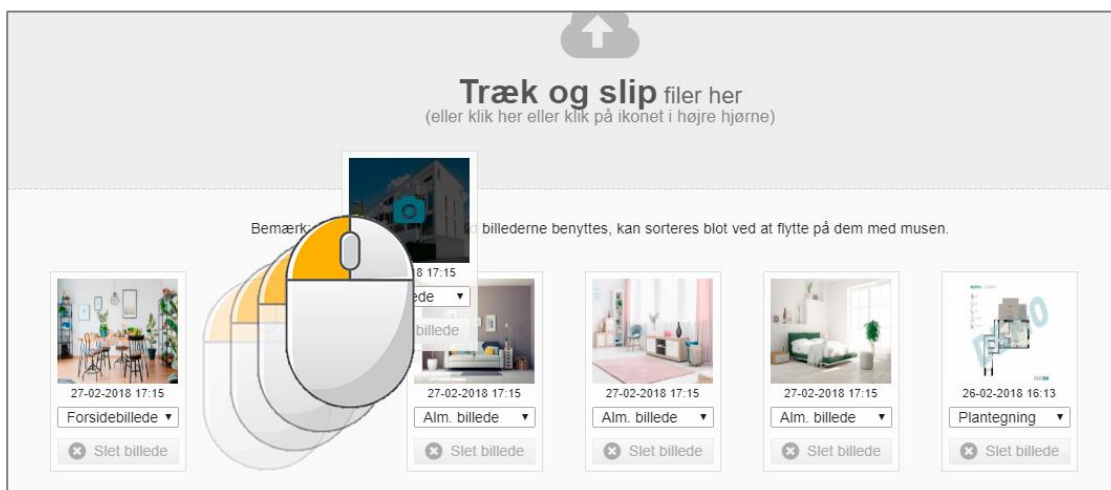 Træk og slip filer her
(eller klik her eller klik på ikonet i højre hjørne)
Bemærk: billederne benyttes, kan sorteres blot ved at flytte på dem med musen.
8 17:15
billede
27-02-2018 17:15
27-02-2018 17:15
27-02-2018 17:15
27-02-2018 17:15
26-02-2018 16:13
Forsidebillede
Alm. billede
Alm. billede
Alm. billede
Plantegning
Slet billede
Slet billede
Slet billede
Slet billede
Slet billede